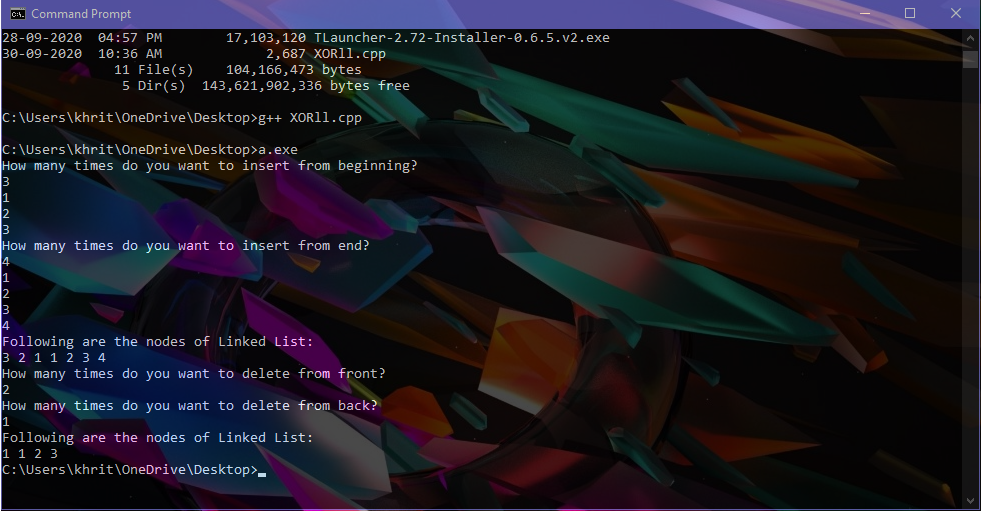 Command Prompt
28-09-2020  04:57 PM        17,103,120 TLauncher-2.72-Installer-0.6.5.v2.exe
30-09-2020  10:36 AM             2,687 XORll.cpp
              11 File(s)    104,166,473 bytes
               5 Dir(s)  143,621,902,336 bytes free
C:\Users\khrit\OneDrive\Desktop>g++ XORll.cpp
C:\Users\khrit\OneDrive\Desktop>a.exe
How many times do you want to insert from beginning?
3
1
2
3
How many times do you want to insert from end?
4
1
2
3
4
Following are the nodes of Linked List:
3 2 1 1 2 3 4
How many times do you want to delete from front?
2
How many times do you want to delete from back?
1
Following are the nodes of Linked List:
1 1 2 3
C:\Users\khrit\OneDrive\Desktop>